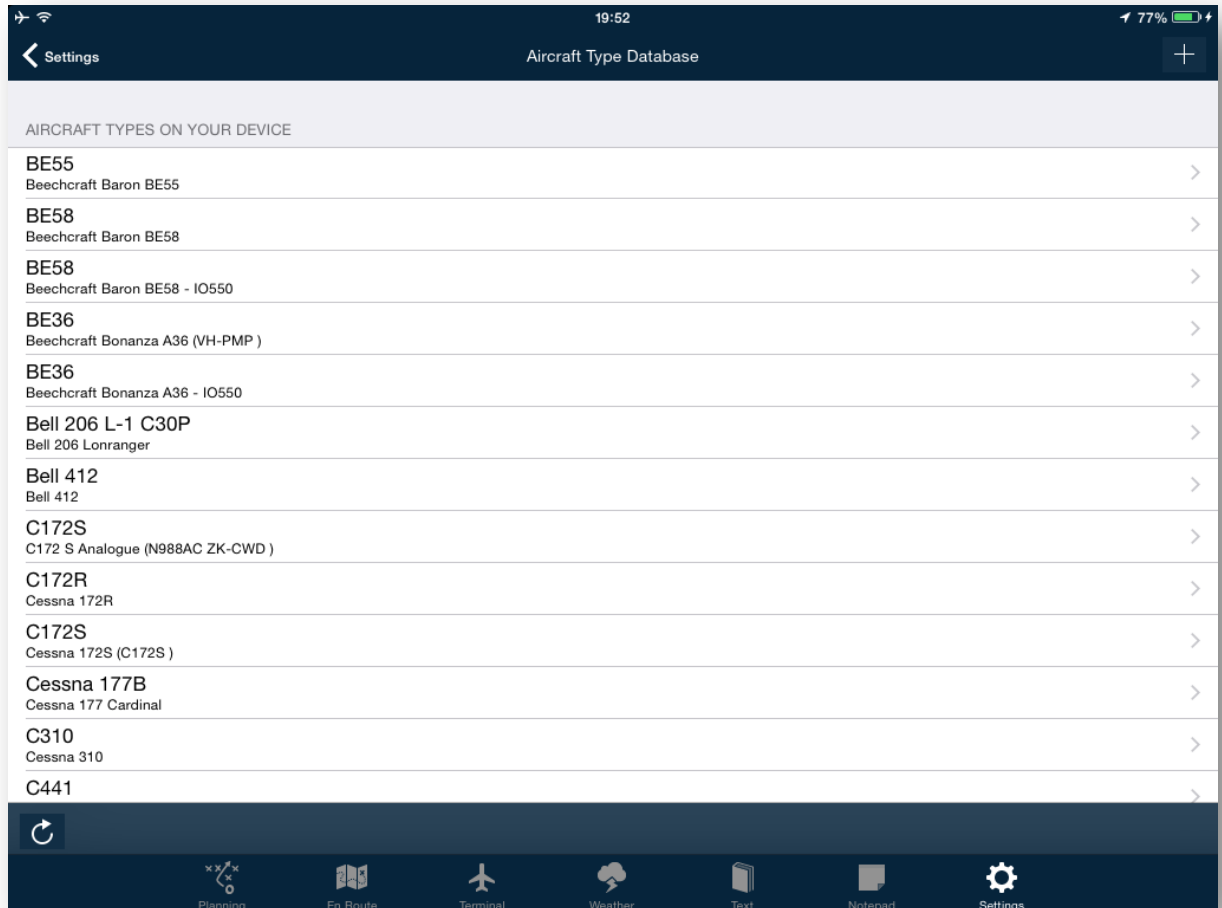 19:52
77%
Settings
Aircraft Type Database
AIRCRAFT TYPES ON YOUR DEVICE
BE55
Beechcraft Baron BE55
BE58
Beechcraft Baron BE58
BE58
Beechcraft Baron BE58 - IO550
BE36
Beechcraft Bonanza A36 (VH-PMP )
BE36
Beechcraft Bonanza A36 - IO550
Bell 206 L-1 C30P
Bell 206 Lonranger
Bell 412
Bell 412
C172S
C172 S Analogue (N988AC ZK-CWD )
C172R
Cessna 172R
C172S
Cessna 172S (C172S )
Cessna 177B
Cessna 177 Cardinal
C310
Cessna 310
C441
Planning
En Route
Terminal
Weather
Text
Notepad
Settings